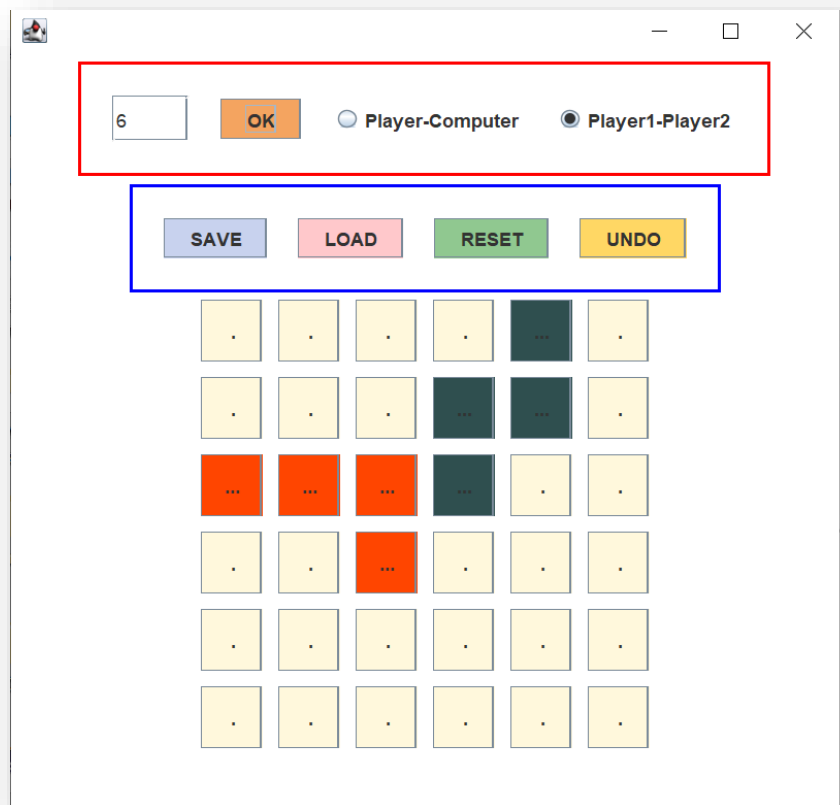 6 OK Player-Computer Player1-Player2
SAVE LOAD RESET UNDO
. . . . ... .
. . . ... ... .
... ... ... ... . .
. . ... . . .
. . . . . .
. . . . . .